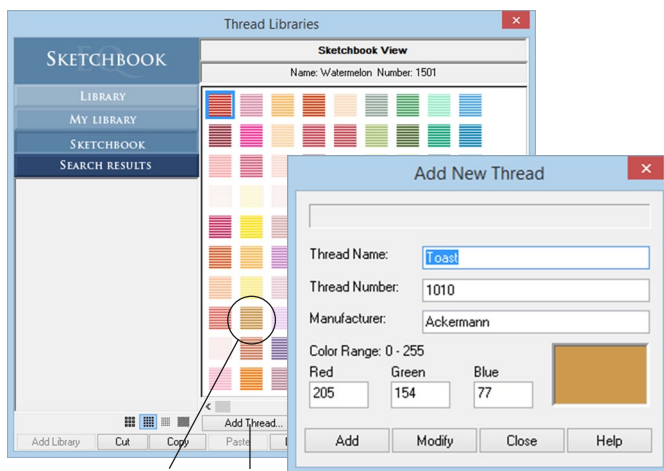 Thread Libraries
SKETCHBOOK
Sketchbook View
Name: Watermelon Number: 1501
LIBRARY
MY LIBRARY
SKETCHBOOK
SEARCH RESULTS
Add New Thread
Thread Name: Toast
Thread Number: 1010
Manufacturer: Ackermann
Color Range: 0 - 255
Red Green Blue
205 154 77
Add Modify Close Help
Add Thread...
Add Library Cut Copy Paste